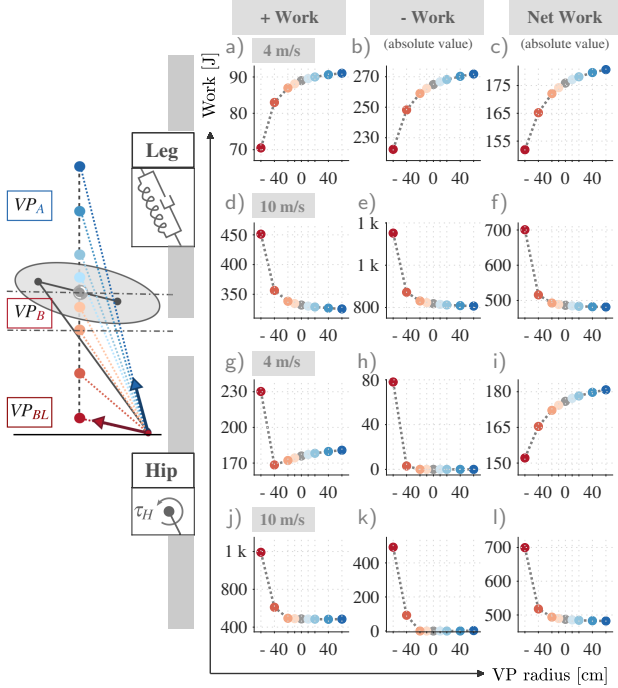 + Work - Work Net Work
(absolute value) (absolute value)
Work [J]
a) 4 m/s b) c)
90 80 70
270 255 240 223
175 165 155
- 40 0 40 - 40 0 40 - 40 0 40
Leg
VP_A
VP_B
VP_BL
d) 10 m/s e) f)
450 400 350
1 k 1 k 800
700 600 500
- 40 0 40 - 40 0 40 - 40 0 40
g) 4 m/s h) i)
230 200 170
80 40 0
180 165 150
- 40 0 40 - 40 0 40 - 40 0 40
Hip
τ_H
j) 10 m/s k) l)
1 k 800 400
400 200 0
700 600 500
- 40 0 40 - 40 0 40 - 40 0 40
VP radius [cm]